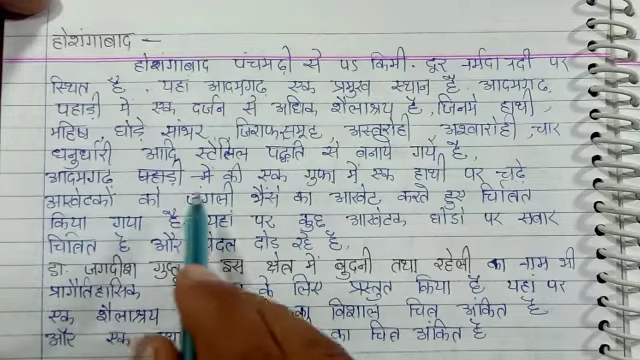 होशंगाबाद —
होशंगाबाद पंचमढी से 45 किमी. दूर नर्मदा नदी पर
स्थित है. यहां आदमगढ़ एक प्रमुख स्थान है. आदमगढ़
पहाडी में एक दर्जन से अधिक शैलाश्रय है, जिनमे हाथी,
महिष, घोड़े सांभर, जिराफसमूह, अस्त्ररोही, अश्वारोही, चार
धनुर्धारी आदि स्टेंसिल पद्धति से बनाये गये है,
आदमगढ पहाड़ी में की एक गुफा में एक हाथी पर चढ़े
आखेटकों को जंगली भैंसे का आखेट करते हुए चित्रित
किया गया है यहां पर कुछ आखेटक घोडो पर सवार
चित्रित है और पैदल दोड रहे है.
डा. जगदीश गुप्त इस क्षेत्र में बुदनी तथा रहेली का नाम भी
प्रागैतिहासिक के लिए प्रस्तुत किया है यहां पर
एक शैलाश्रय का विशाल चित्र अंकित है
और एक का चित्र अंकित है